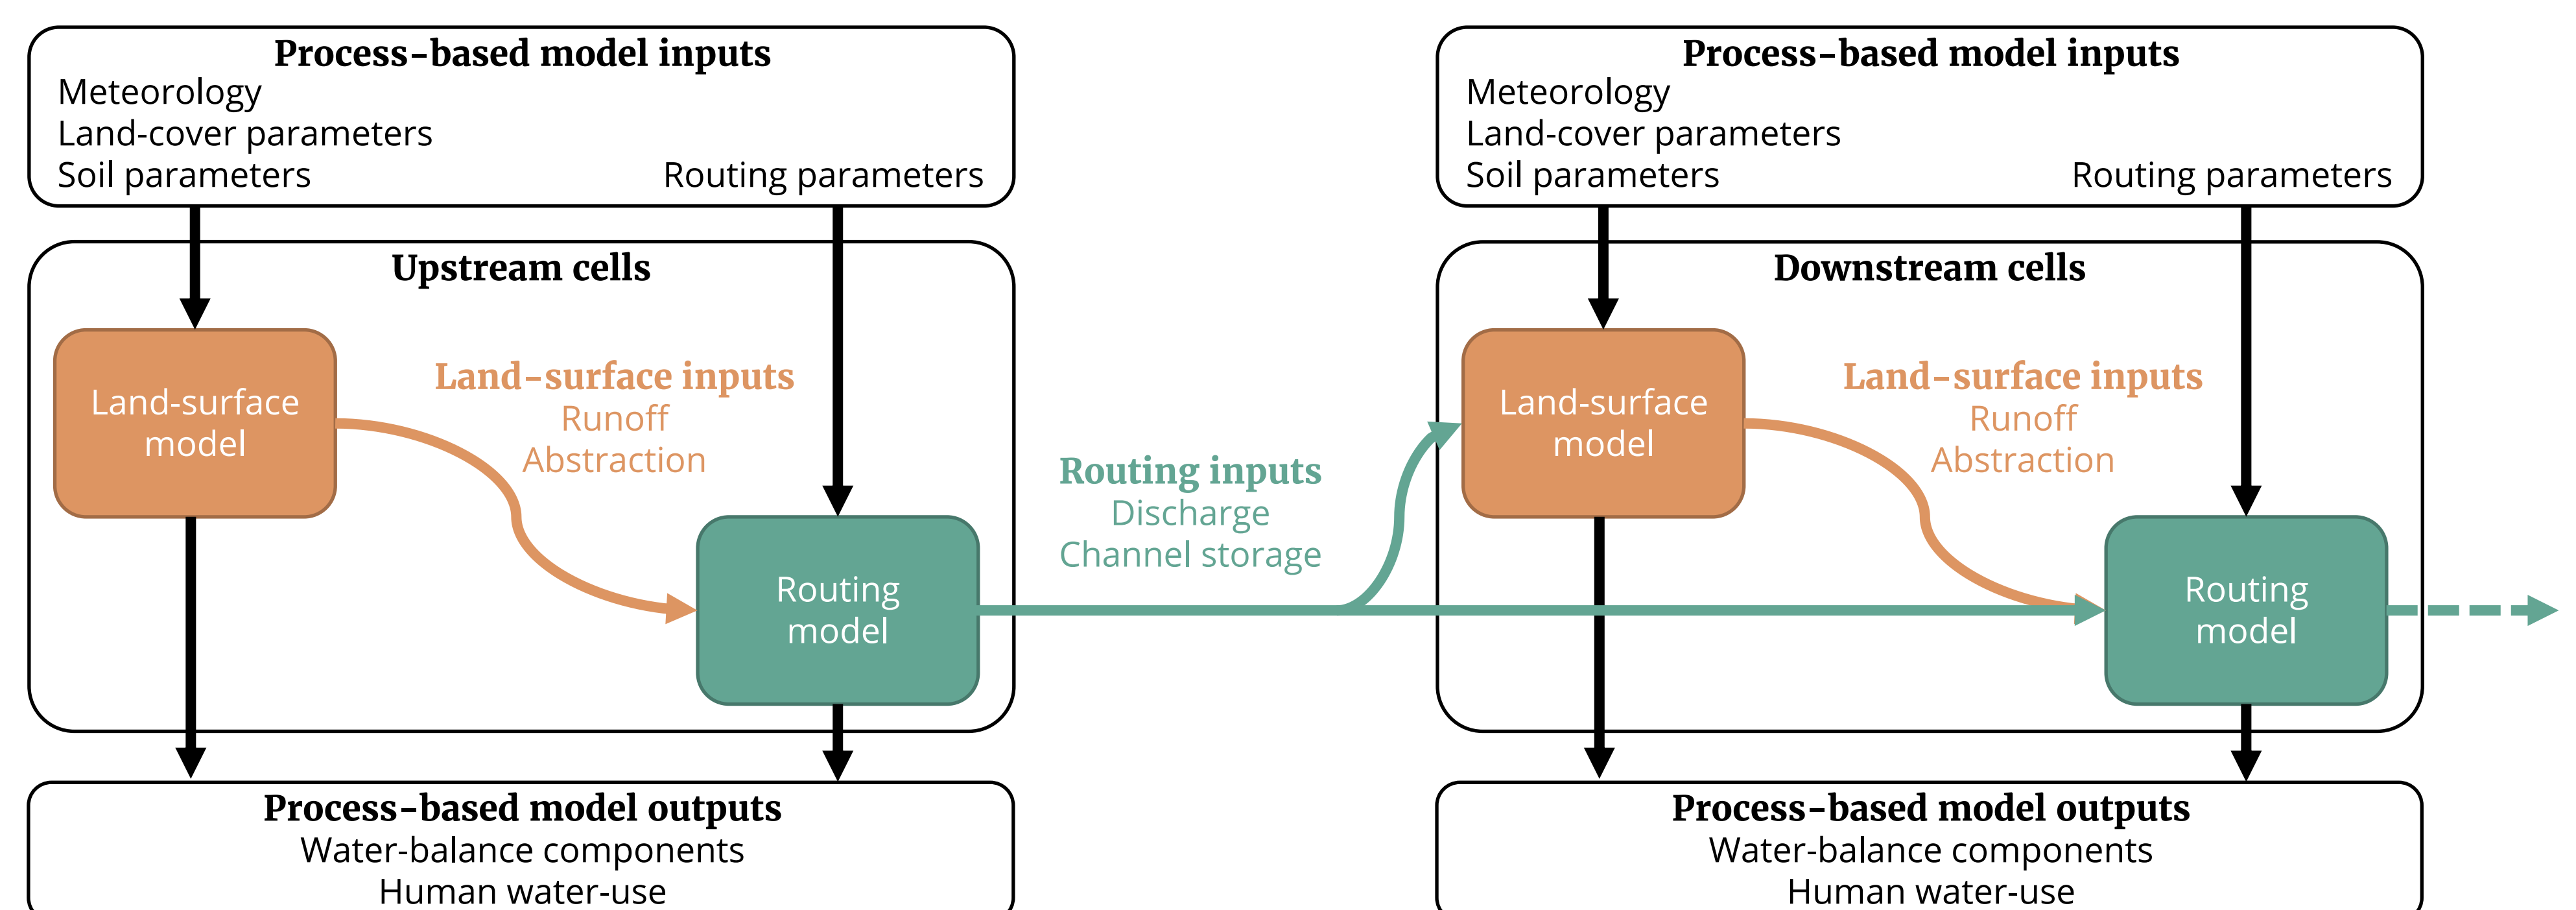 Process-based model inputs
Meteorology
Land-cover parameters
Soil parameters
Routing parameters
Upstream cells
Land-surface
model
Land-surface inputs
Runoff
Abstraction
Routing
model
Process-based model outputs
Water-balance components
Human water-use
Routing inputs
Discharge
Channel storage
Process-based model inputs
Meteorology
Land-cover parameters
Soil parameters
Routing parameters
Downstream cells
Land-surface
model
Land-surface inputs
Runoff
Abstraction
Routing
model
Process-based model outputs
Water-balance components
Human water-use